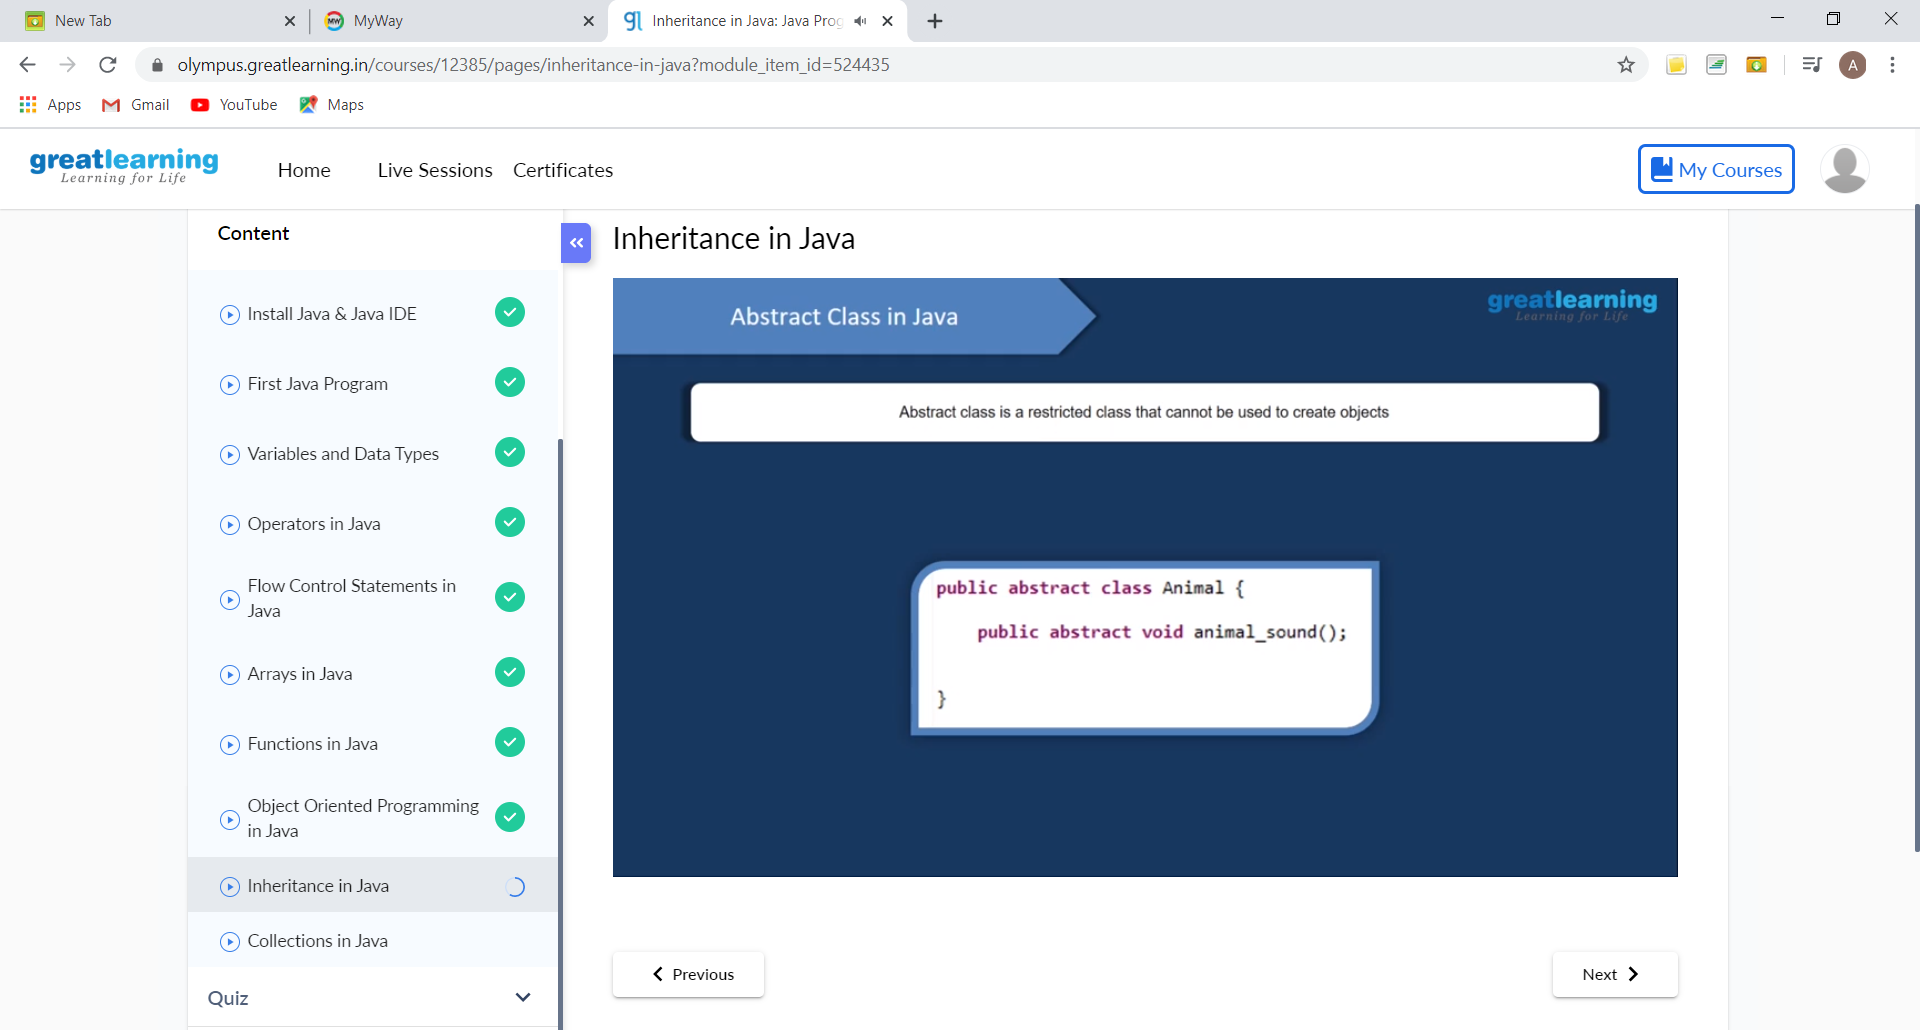 New Tab
MyWay
Inheritance in Java: Java Prog
olympus.greatlearning.in/courses/12385/pages/inheritance-in-java?module_item_id=524435
A
Apps
Gmail
YouTube
Maps
greatlearning
Learning for Life
Home
Live Sessions
Certificates
My Courses
Content
Install Java & Java IDE
First Java Program
Variables and Data Types
Operators in Java
Flow Control Statements in
Java
Arrays in Java
Functions in Java
Object Oriented Programming
in Java
Inheritance in Java
Collections in Java
Quiz
Inheritance in Java
Abstract Class in Java
greatlearning
Learning for Life
Abstract class is a restricted class that cannot be used to create objects
public abstract class Animal {
public abstract void animal_sound();
}
Previous
Next